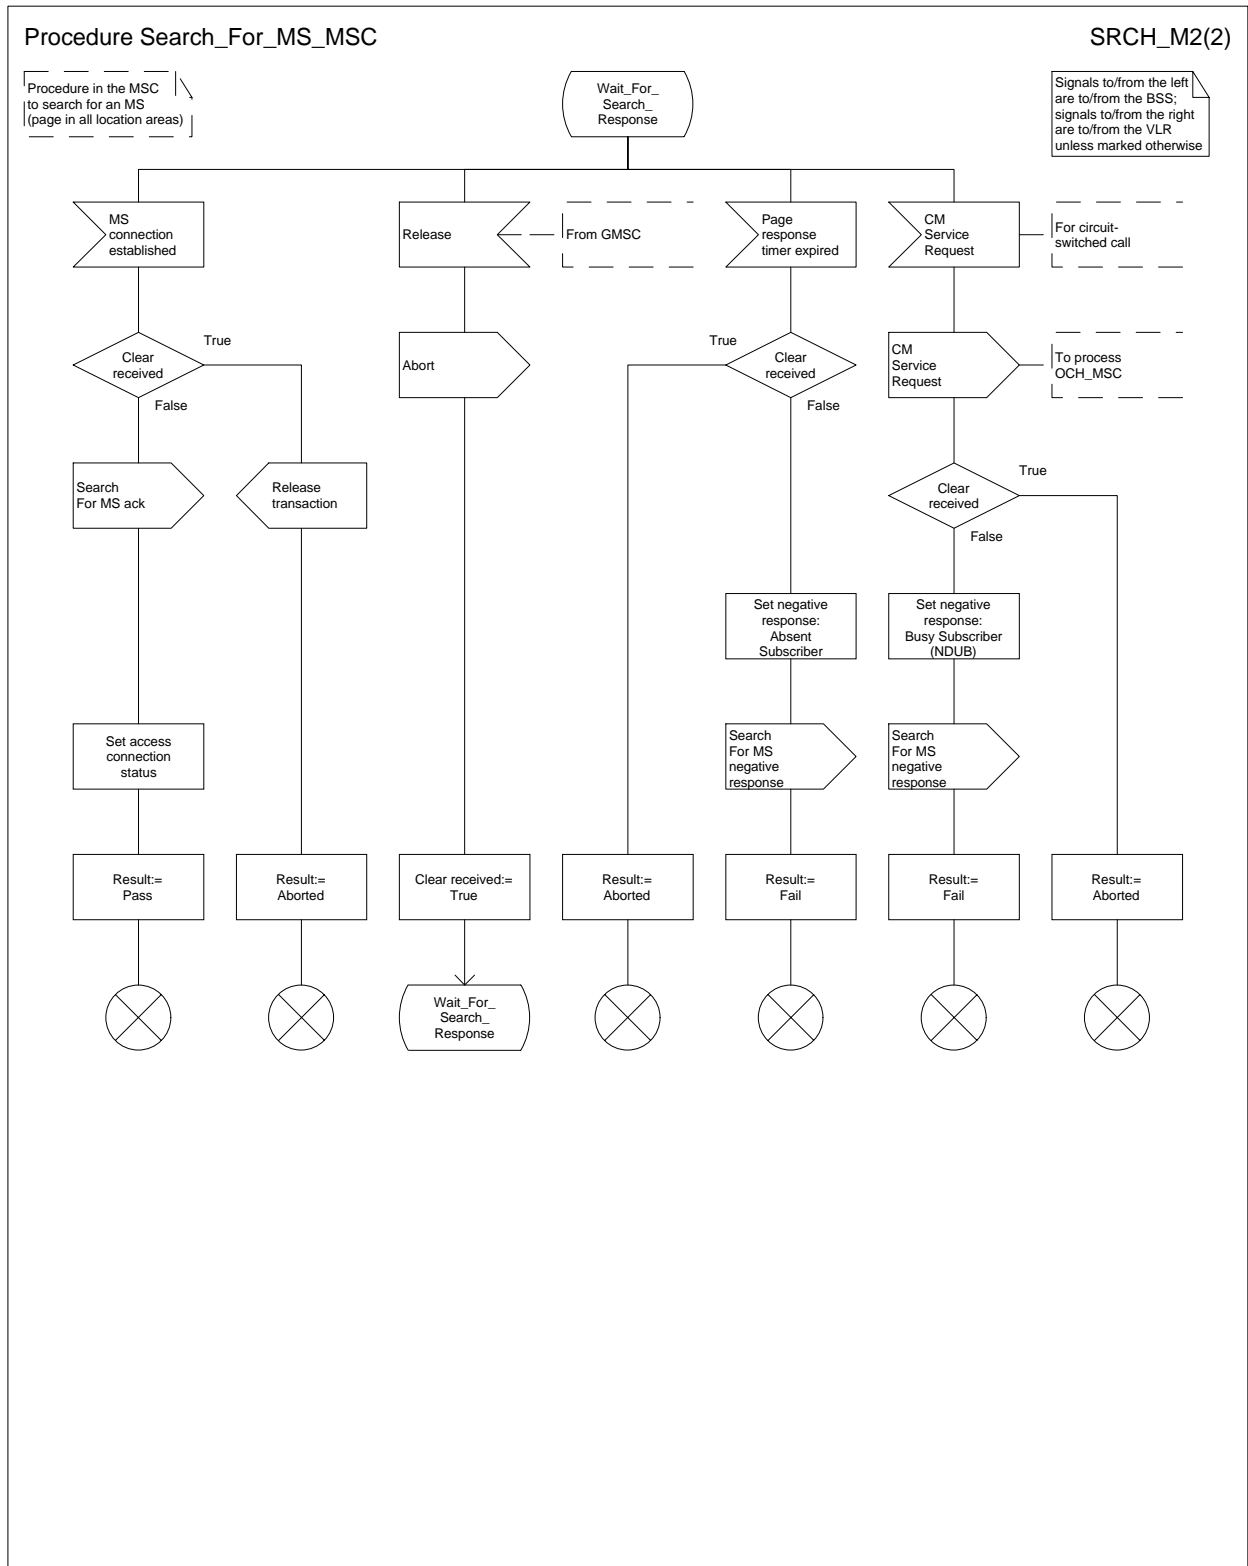 Procedure Search_For_MS_MSC
SRCH_M2(2)
Procedure in the MSC
to search for an MS
(page in all location areas)
Wait_For_
Search_
Response
Signals to/from the left
are to/from the BSS;
signals to/from the right
are to/from the VLR
unless marked otherwise
MS
connection
established
Release
From GMSC
Page
response
timer expired
CM
Service
Request
For circuit-
switched call
Clear
received
True
False
Abort
True
Clear
received
False
CM
Service
Request
To process
OCH_MSC
Search
For MS ack
Release
transaction
Clear
received
True
False
Set negative
response:
Absent
Subscriber
Set negative
response:
Busy Subscriber
(NDUB)
Set access
connection
status
Search
For MS
negative
response
Search
For MS
negative
response
Result:=
Pass
Result:=
Aborted
Clear received:=
True
Result:=
Aborted
Result:=
Fail
Result:=
Fail
Result:=
Aborted
Wait_For_
Search_
Response